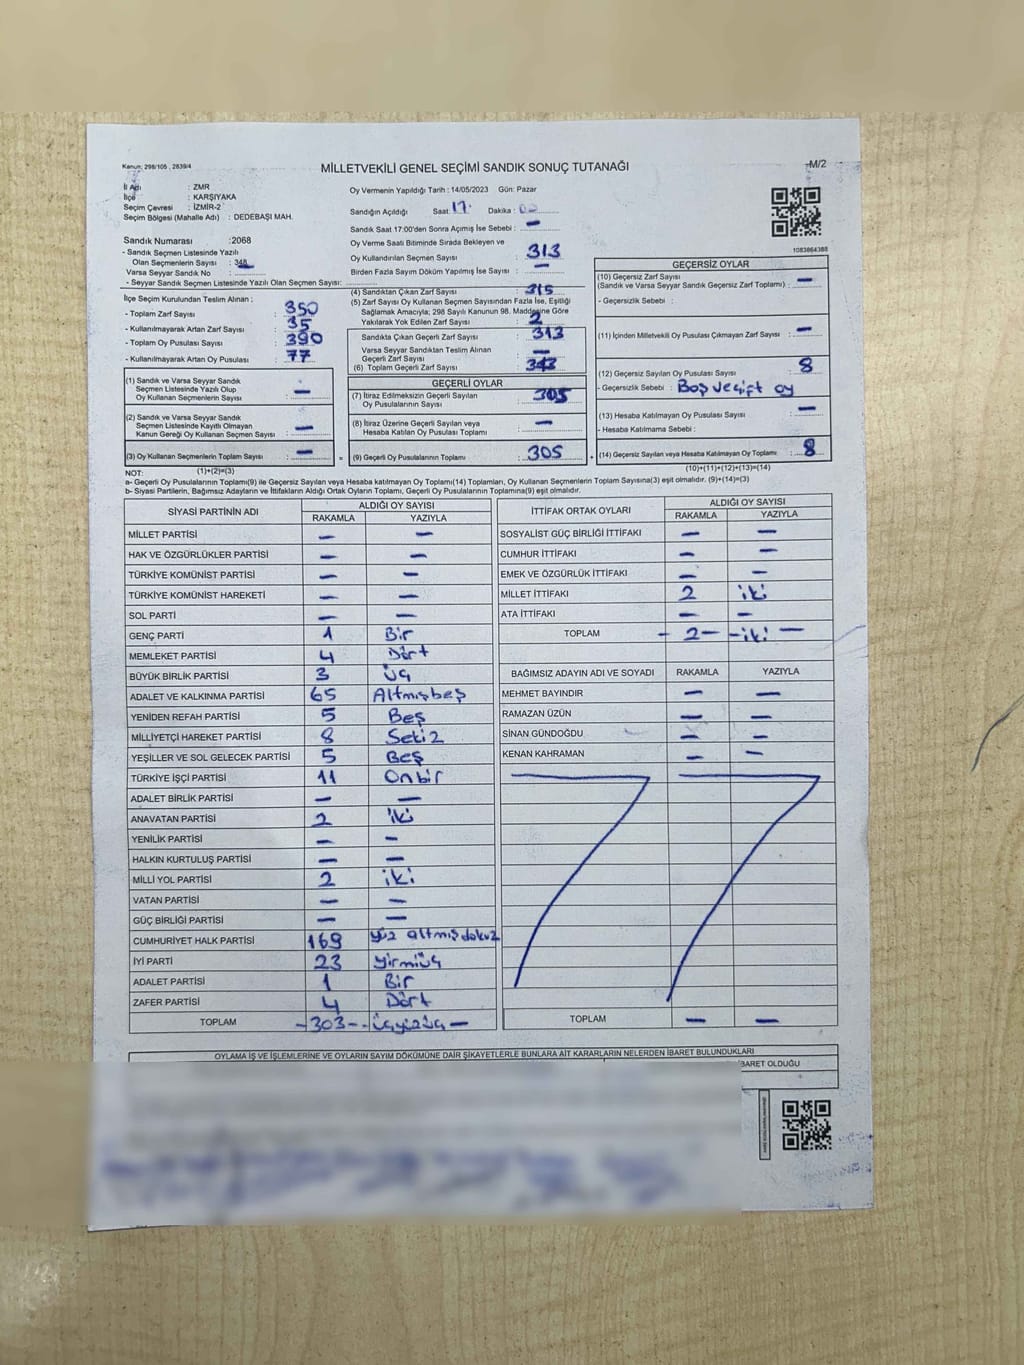 Kanun: 298/105 , 2839/4
MİLLETVEKİLİ GENEL SEÇİMİ SANDIK SONUÇ TUTANAĞI
M/2
İl Adı : ZMR
İlçe : KARŞIYAKA
Seçim Çevresi : İZMİR-2
Seçim Bölgesi (Mahalle Adı) : DEDEBAŞI MAH.
Sandık Numarası :2068
- Sandık Seçmen Listesinde Yazılı
Olan Seçmenlerin Sayısı : 348
Varsa Seyyar Sandık No :
- Seyyar Sandık Seçmen Listesinde Yazılı Olan Seçmen Sayısı:
Oy Vermenin Yapıldığı Tarih : 14/05/2023 Gün: Pazar
Sandığın Açıldığı Saat: 17 Dakika :
Sandık Saat 17:00'den Sonra Açımış İse Sebebi : —
Oy Verme Saati Bitiminde Sırada Bekleyen ve
Oy Kullandırılan Seçmen Sayısı : 313
Birden Fazla Sayım Döküm Yapılmış İse Sayısı : —
1083864388
İlçe Seçim Kurulundan Teslim Alınan :
- Toplam Zarf Sayısı : 350
- Kullanılmayarak Artan Zarf Sayısı : 35
- Toplam Oy Pusulası Sayısı : 390
- Kullanılmayarak Artan Oy Pusulası : 77
(1) Sandık ve Varsa Seyyar Sandık
Seçmen Listesinde Yazılı Olup
Oy Kullanan Seçmenlerin Sayısı : —
(2) Sandık ve Varsa Seyyar Sandık
Seçmen Listesinde Kayıtlı Olmayan
Kanun Gereği Oy Kullanan Seçmen Sayısı : —
(3) Oy Kullanan Seçmenlerin Toplam Sayısı : —
(4) Sandıktan Çıkan Zarf Sayısı : 315
(5) Zarf Sayısı Oy Kullanan Seçmen Sayısından Fazla İse, Eşitliği
Sağlamak Amacıyla; 298 Sayılı Kanunun 98. Maddesine Göre
Yakılarak Yok Edilen Zarf Sayısı : 2
Sandıkta Çıkan Geçerli Zarf Sayısı : 313
Varsa Seyyar Sandıktan Teslim Alınan
Geçerli Zarf Sayısı : —
(6) Toplam Geçerli Zarf Sayısı : 313
GEÇERLİ OYLAR
(7) İtiraz Edilmeksizin Geçerli Sayılan
Oy Pusulalarının Sayısı : 305
(8) İtiraz Üzerine Geçerli Sayılan veya
Hesaba Katılan Oy Pusulası Toplamı : —
= (9) Geçerli Oy Pusulalarının Toplamı : 305
GEÇERSİZ OYLAR
(10) Geçersiz Zarf Sayısı
(Sandık ve Varsa Seyyar Sandık Geçersiz Zarf Toplamı) : —
- Geçersizlik Sebebi :
(11) İçinden Milletvekili Oy Pusulası Çıkmayan Zarf Sayısı : —
(12) Geçersiz Sayılan Oy Pusulası Sayısı : 8
- Geçersizlik Sebebi : Boş ve çift oy
(13) Hesaba Katılmayan Oy Pusulası Sayısı : —
- Hesaba Katılmama Sebebi :
+ (14) Geçersiz Sayılan veya Hesaba Katılmayan Oy Toplamı : 8
NOT: (1)+(2)=(3) (10)+(11)+(12)+(13)=(14)
a- Geçerli Oy Pusulalarının Toplamı(9) ile Geçersiz Sayılan veya Hesaba katılmayan Oy Toplamı(14) Toplamları, Oy Kullanan Seçmenlerin Toplam Sayısına(3) eşit olmalıdır. (9)+(14)=(3)
b- Siyasi Partilerin, Bağımsız Adayların ve İttifakların Aldığı Ortak Oyların Toplamı, Geçerli Oy Pusulalarının Toplamına(9) eşit olmalıdır.
SİYASİ PARTİNİN ADI ALDIĞI OY SAYISI
RAKAMLA YAZIYLA
MİLLET PARTİSİ — —
HAK VE ÖZGÜRLÜKLER PARTİSİ — —
TÜRKİYE KOMÜNİST PARTİSİ — —
TÜRKİYE KOMÜNİST HAREKETİ — —
SOL PARTİ — —
GENÇ PARTİ 1 Bir
MEMLEKET PARTİSİ 4 Dört
BÜYÜK BİRLİK PARTİSİ 3 üç
ADALET VE KALKINMA PARTİSİ 65 Altmışbeş
YENİDEN REFAH PARTİSİ 5 Beş
MİLLİYETÇİ HAREKET PARTİSİ 8 Sekiz
YEŞİLLER VE SOL GELECEK PARTİSİ 5 Beş
TÜRKİYE İŞÇİ PARTİSİ 11 Onbir
ADALET BİRLİK PARTİSİ — —
ANAVATAN PARTİSİ 2 iki
YENİLİK PARTİSİ — —
HALKIN KURTULUŞ PARTİSİ — —
MİLLİ YOL PARTİSİ 2 iki
VATAN PARTİSİ — —
GÜÇ BİRLİĞİ PARTİSİ — —
CUMHURİYET HALK PARTİSİ 169 yüz altmışdokuz
İYİ PARTİ 23 yirmiüç
ADALET PARTİSİ 1 Bir
ZAFER PARTİSİ 4 Dört
TOPLAM -303- üçyüzüç —
İTTİFAK ORTAK OYLARI ALDIĞI OY SAYISI
RAKAMLA YAZIYLA
SOSYALİST GÜÇ BİRLİĞİ İTTİFAKI — —
CUMHUR İTTİFAKI — —
EMEK VE ÖZGÜRLÜK İTTİFAKI — —
MİLLET İTTİFAKI 2 iki
ATA İTTİFAKI — —
TOPLAM - 2 — - iki —
BAĞIMSIZ ADAYIN ADI VE SOYADI RAKAMLA YAZIYLA
MEHMET BAYINDIR — —
RAMAZAN ÜZÜN — —
SİNAN GÜNDOĞDU — —
KENAN KAHRAMAN — —
TOPLAM — —
OYLAMA İŞ VE İŞLEMLERİNE VE OYLARIN SAYIM DÖKÜMÜNE DAİR ŞİKAYETLERLE BUNLARA AİT KARARLARIN NELERDEN İBARET BULUNDUKLARI
İBARET OLDUĞU